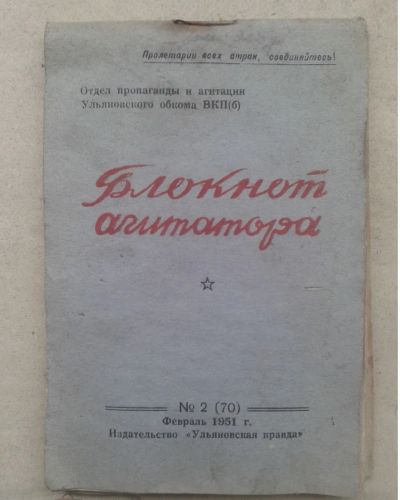 Пролетарии всех стран, соединяйтесь!
Отдел пропаганды и агитации
Ульяновского обкома ВКП(б)
Блокнот
агитатора
№ 2 (70)
Февраль 1951 г.
Издательство «Ульяновская правда»